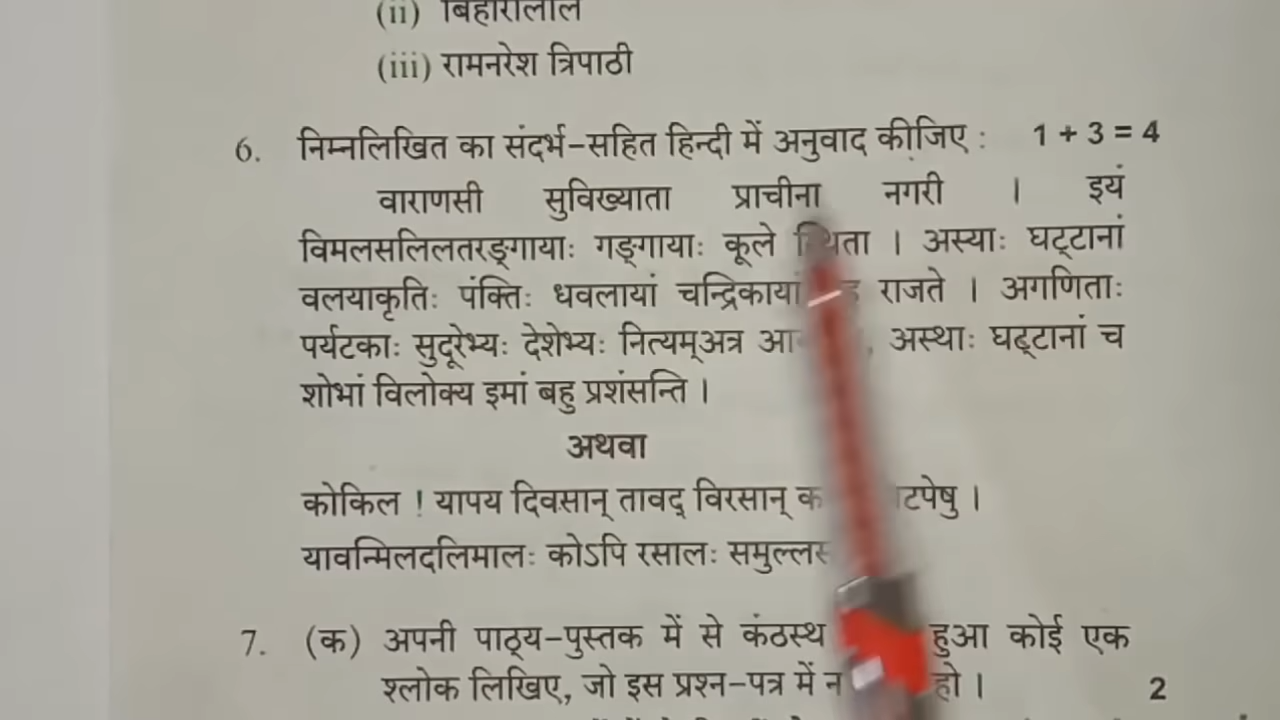 (ii) बिहारीलाल
(iii) रामनरेश त्रिपाठी
6. निम्नलिखित का संदर्भ-सहित हिन्दी में अनुवाद कीजिए : 1 + 3 = 4
वाराणसी सुविख्याता प्राचीना नगरी । इयं
विमलसलिलतरङ्गायाः गङ्गायाः कूले स्थिता । अस्याः घट्टानां
वलयाकृतिः पंक्तिः धवलायां चन्द्रिकायां राजते । अगणिताः
पर्यटकाः सुदूरेभ्यः देशेभ्यः नित्यम्अत्र अस्थाः घट्टानां च
शोभां विलोक्य इमां बहु प्रशंसन्ति ।
अथवा
कोकिल ! यापय दिवसान् तावद् विरसान्
यावन्मिलदलिमालः कोऽपि रसालः
7. (क) अपनी पाठ्य-पुस्तक में से कंठस्थ हुआ कोई एक
श्लोक लिखिए, जो इस प्रश्न-पत्र में न हो । 2